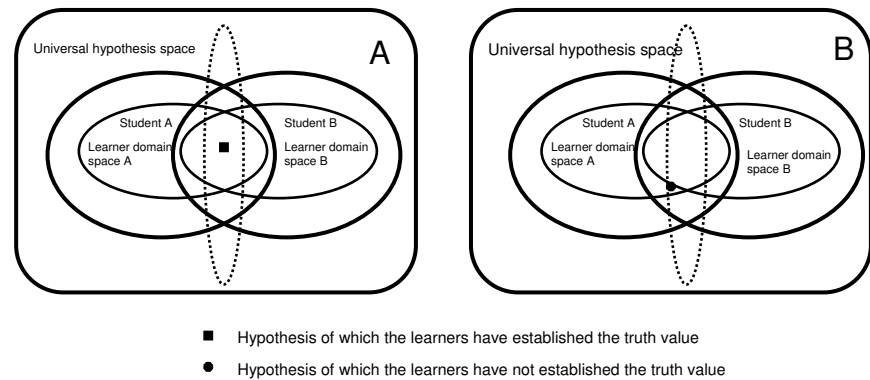 A
Universal hypothesis space
Student A
Learner domain
space A
Student B
Learner domain
space B
B
Universal hypothesis space
Student A
Learner domain
space A
Student B
Learner domain
space B
Hypothesis of which the learners have established the truth value
Hypothesis of which the learners have not established the truth value